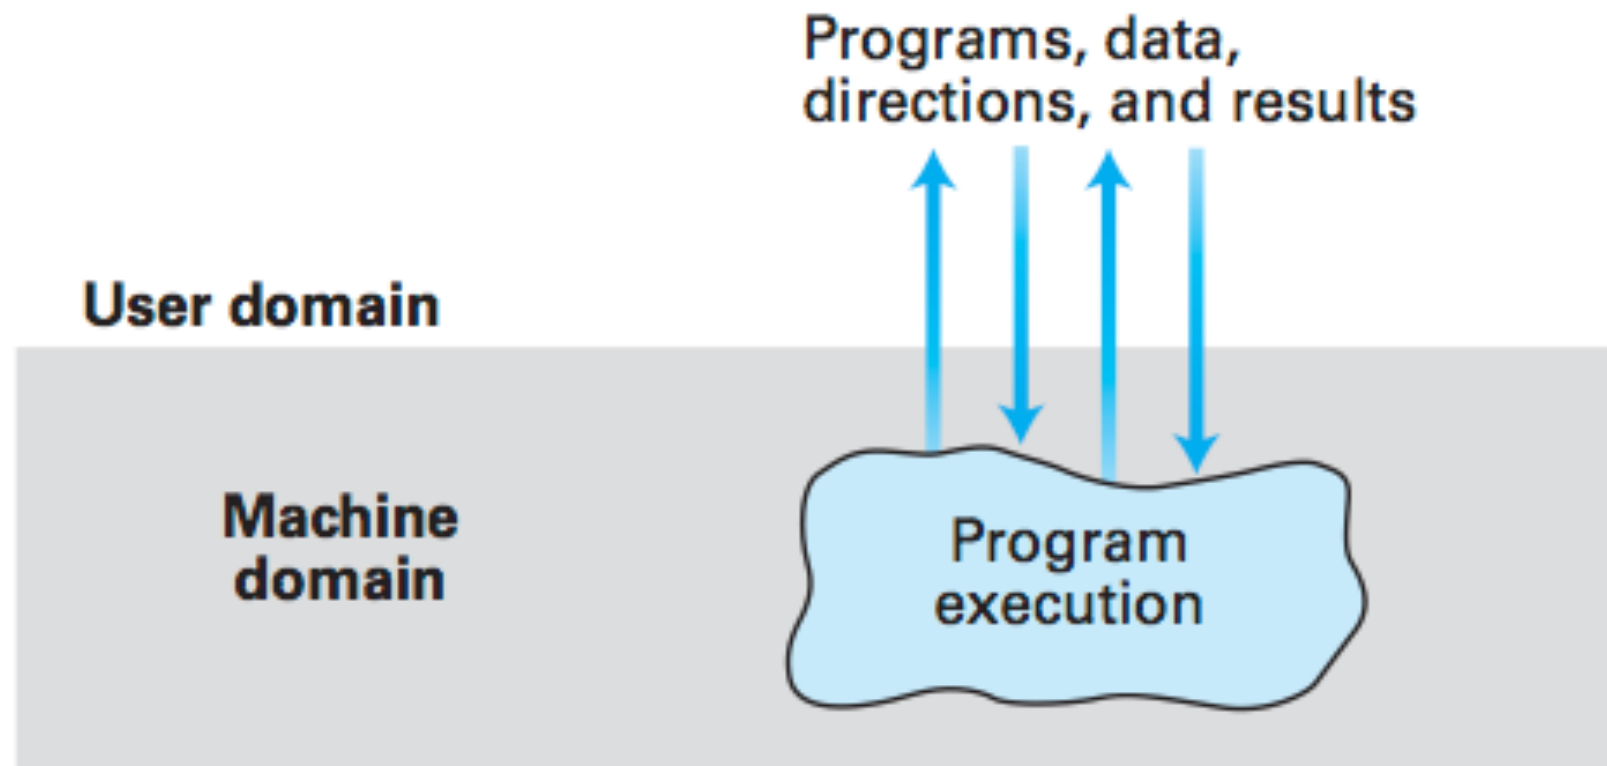 Programs, data,
directions, and results
User domain
Machine
domain
Program
execution